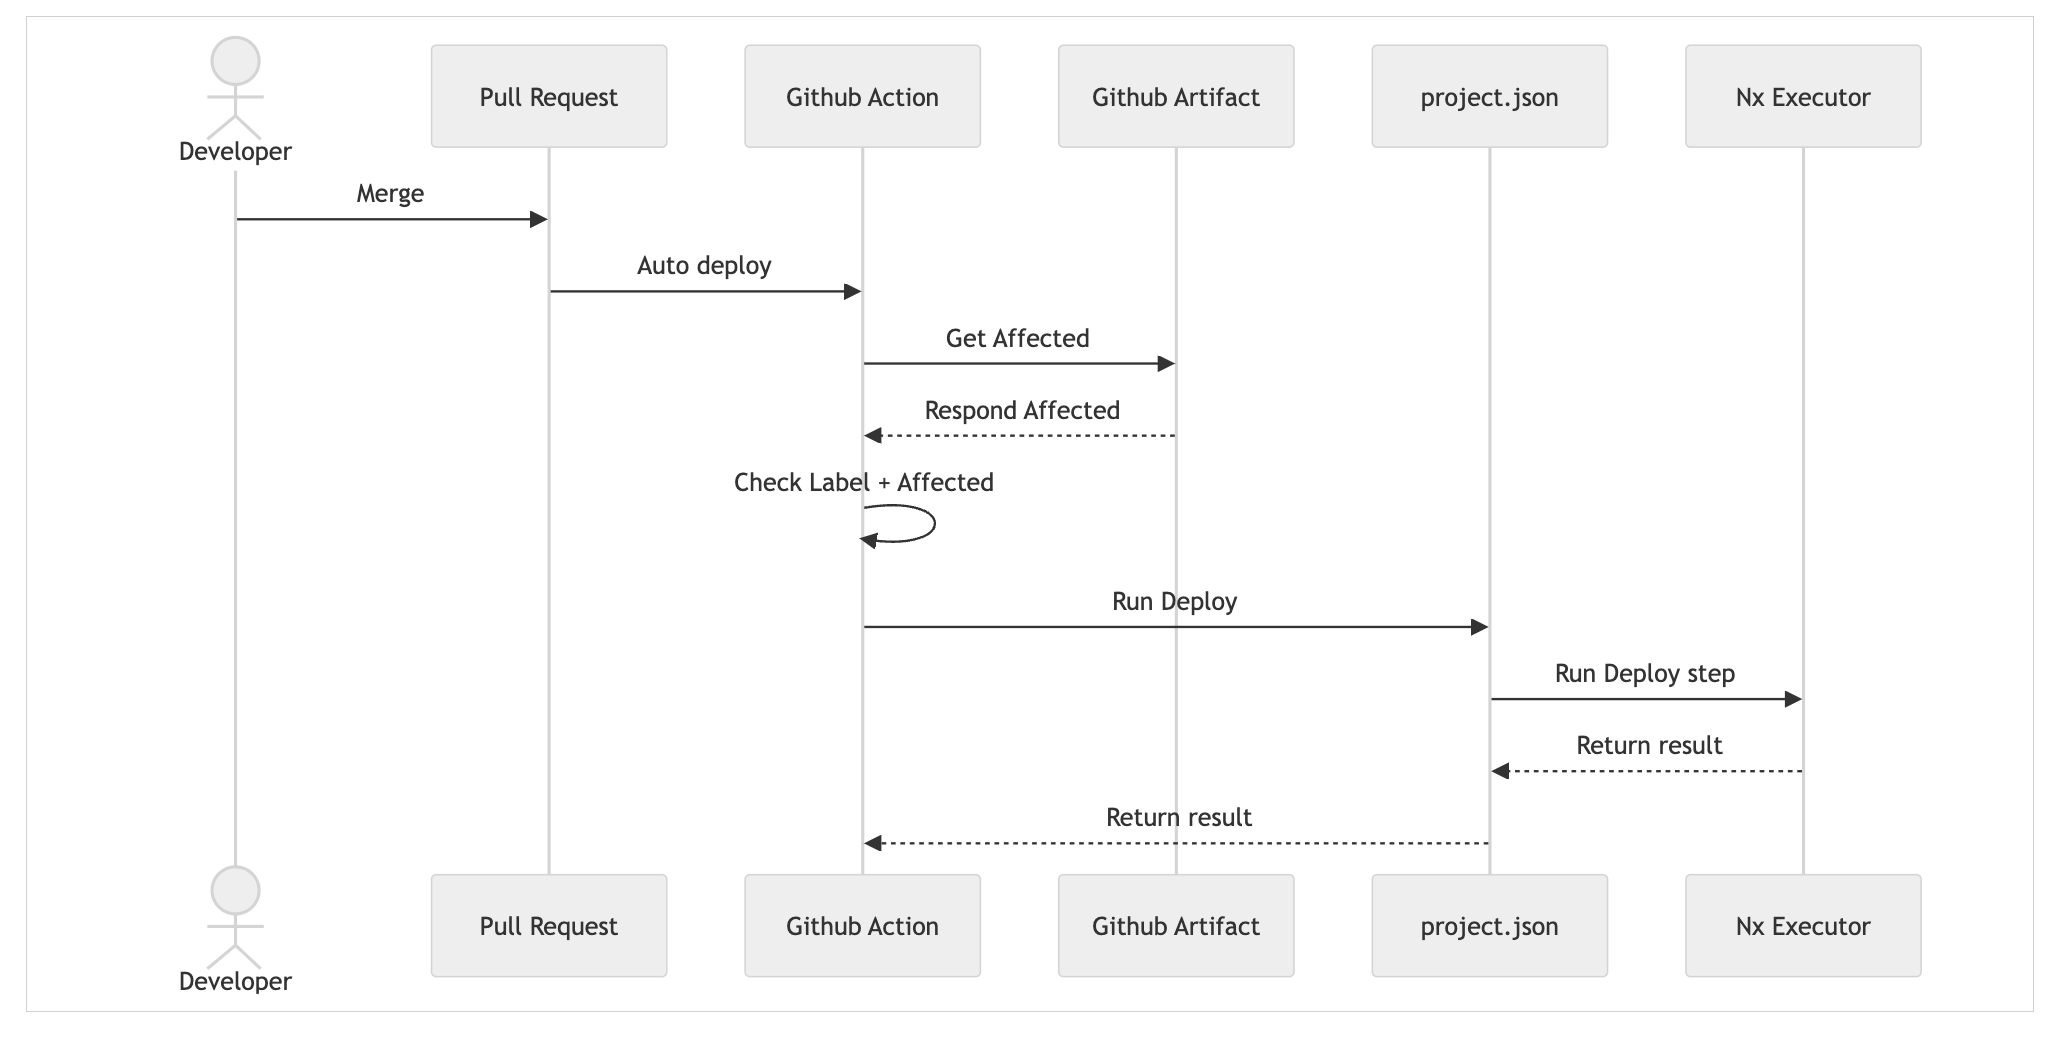 Developer
Pull Request
Github Action
Github Artifact
project.json
Nx Executor
Merge
Auto deploy
Get Affected
Respond Affected
Check Label + Affected
Run Deploy
Run Deploy step
Return result
Return result
Developer
Pull Request
Github Action
Github Artifact
project.json
Nx Executor